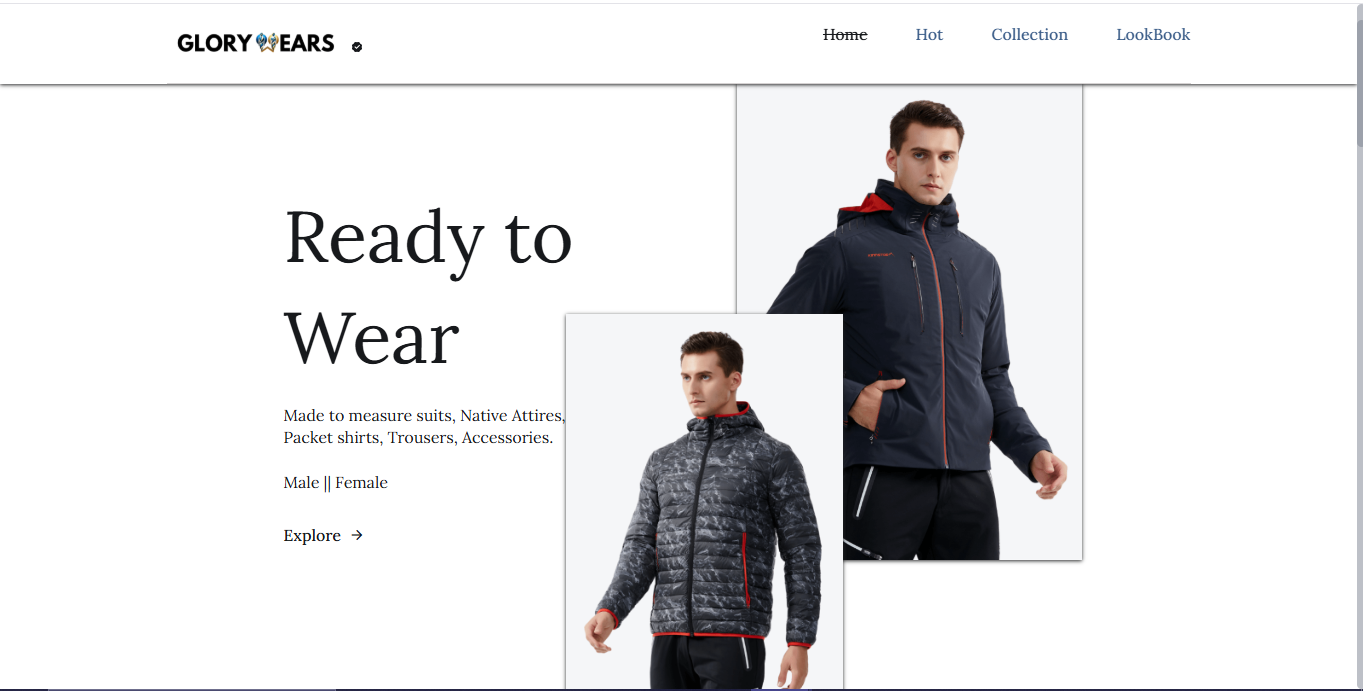 GLORY WEARS
Home
Hot
Collection
LookBook
Ready to
Wear
Made to measure suits, Native Attires,
Packet shirts, Trousers, Accessories.
Male || Female
Explore →